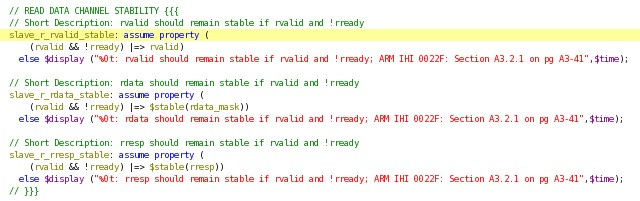 // READ DATA CHANNEL STABILITY {{{
// Short Description: rvalid should remain stable if rvalid and !rready
slave_r_rvalid_stable: assume property (
(rvalid && !rready) |=> rvalid)
else $display ("%0t: rvalid should remain stable if rvalid and !rready; ARM IHI 0022F: Section A3.2.1 on pg A3-41",$time);
// Short Description: rdata should remain stable if rvalid and !rready
slave_r_rdata_stable: assume property (
(rvalid && !rready) |=> $stable(rdata_mask))
else $display ("%0t: rdata should remain stable if rvalid and !rready; ARM IHI 0022F: Section A3.2.1 on pg A3-41",$time);
// Short Description: rresp should remain stable if rvalid and !rready
slave_r_rresp_stable: assume property (
(rvalid && !rready) |=> $stable(rresp))
else $display ("%0t: rresp should remain stable if rvalid and !rready; ARM IHI 0022F: Section A3.2.1 on pg A3-41",$time);
// }}}